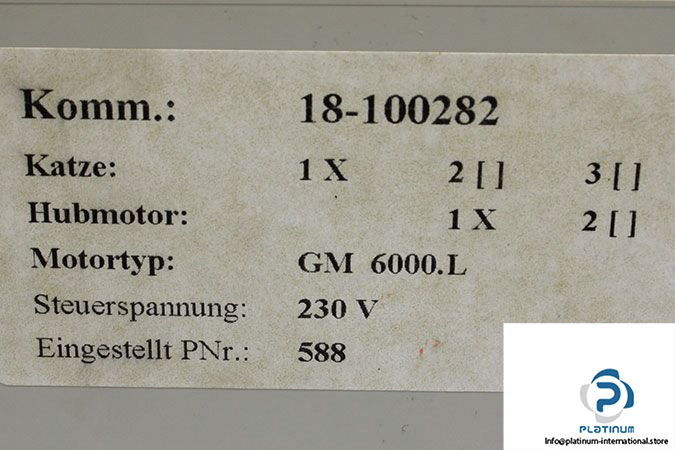 Komm.: 18-100282
Katze: 1 X 2 [ ] 3 [ ]
Hubmotor: 1 X 2 [ ]
Motortyp: GM 6000.L
Steuerspannung: 230 V
Eingestellt PNr.: 588
PLATINUM
Info@platinum-international.store